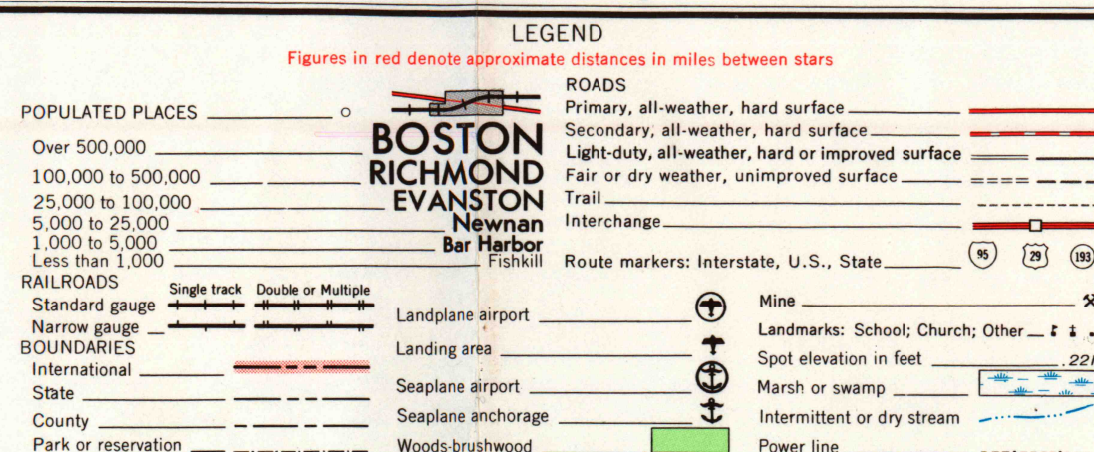 LEGEND
Figures in red denote approximate distances in miles between stars
POPULATED PLACES
Over 500,000 BOSTON
100,000 to 500,000 RICHMOND
25,000 to 100,000 EVANSTON
5,000 to 25,000 Newnan
1,000 to 5,000 Bar Harbor
Less than 1,000 Fishkill
RAILROADS
Single track Double or Multiple
Standard gauge
Narrow gauge
BOUNDARIES
International
State
County
Park or reservation
Landplane airport
Landing area
Seaplane airport
Seaplane anchorage
Woods-brushwood
ROADS
Primary, all-weather, hard surface
Secondary, all-weather, hard surface
Light-duty, all-weather, hard or improved surface
Fair or dry weather, unimproved surface
Trail
Interchange
Route markers: Interstate, U.S., State 95 29 193
Mine
Landmarks: School; Church; Other
Spot elevation in feet
Marsh or swamp
Intermittent or dry stream
Power line